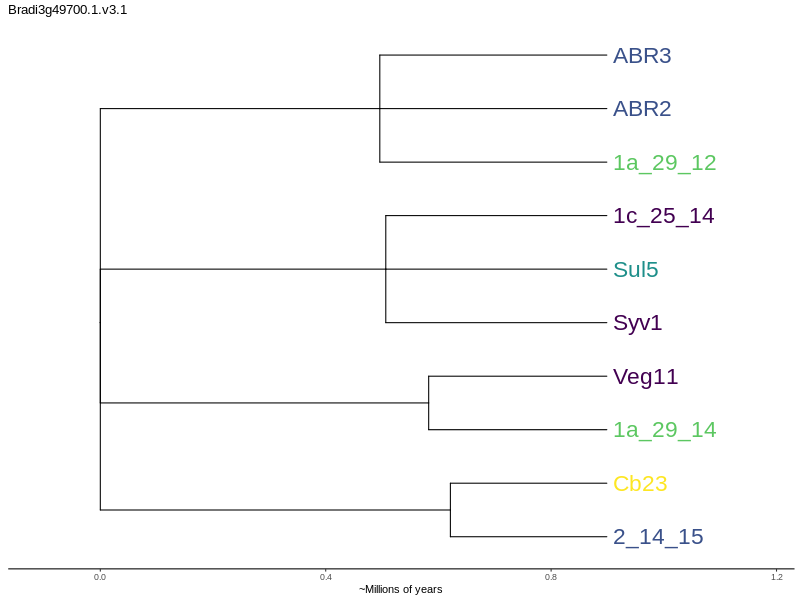 Bradi3g49700.1.v3.1
ABR3
ABR2
1a_29_12
1c_25_14
Sul5
Syv1
Veg11
1a_29_14
Cb23
2_14_15
0.0 0.4 0.8 1.2
~Millions of years